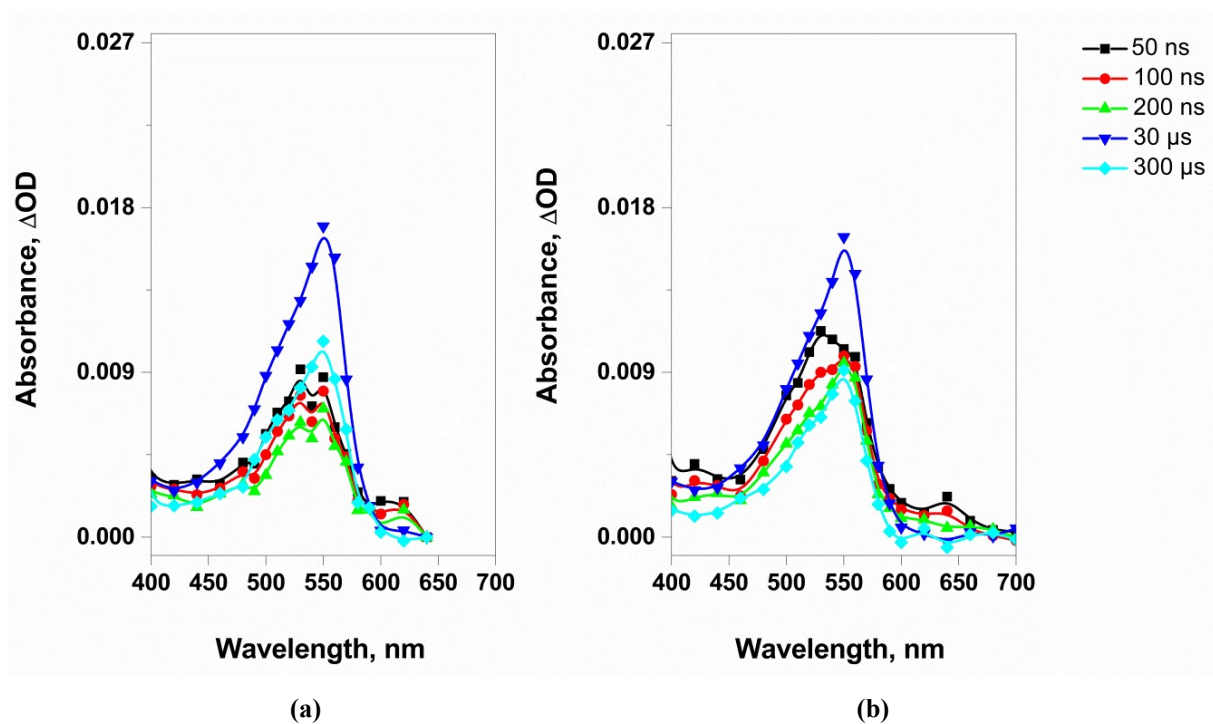 0.027
0.018
0.009
0.000
Absorbance, ΔOD
400 450 500 550 600 650 700
Wavelength, nm
(a)
0.027
0.018
0.009
0.000
Absorbance, ΔOD
400 450 500 550 600 650 700
Wavelength, nm
(b)
50 ns
100 ns
200 ns
30 µs
300 µs